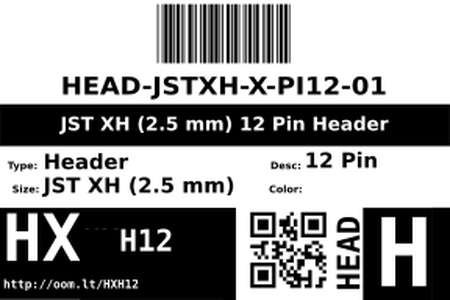 HEAD-JSTXH-X-PI12-01
JST XH (2.5 mm) 12 Pin Header
Type: Header
Desc: 12 Pin
Size: JST XH (2.5 mm)
Color:
HX
H12
http://oom.lt/HXH12
HEAD
H